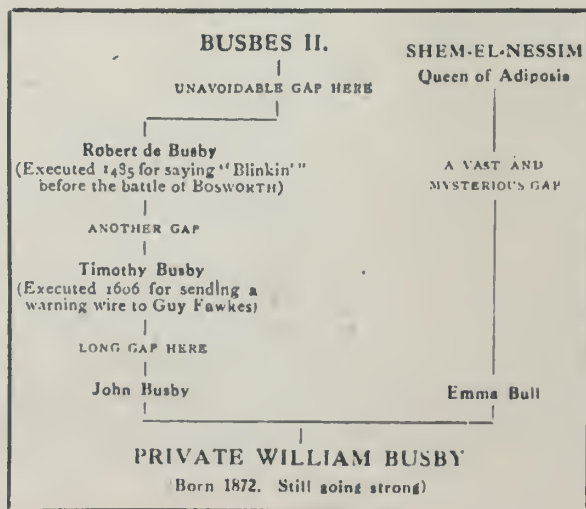 BUSBES II.
UNAVOIDABLE GAP HERE
Robert de Busby
(Executed 1485 for saying "Blinkin'"
before the battle of BOSWORTH)
ANOTHER GAP
Timothy Busby
(Executed 1606 for sending a
warning wire to Guy Fawkes)
LONG GAP HERE
John Busby
SHEM-EL-NESSIM
Queen of Adiposia
A VAST AND
MYSTERIOUS GAP
Emma Bull
PRIVATE WILLIAM BUSBY
(Born 1872. Still going strong)